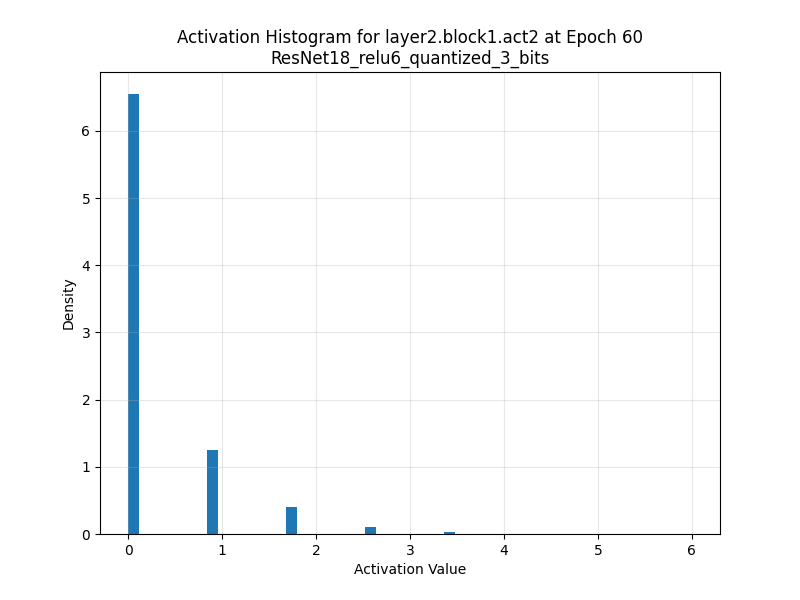 Activation Histogram for layer2.block1.act2 at Epoch 60
ResNet18_relu6_quantized_3_bits
Density
6
5
4
3
2
1
0
0 1 2 3 4 5 6
Activation Value